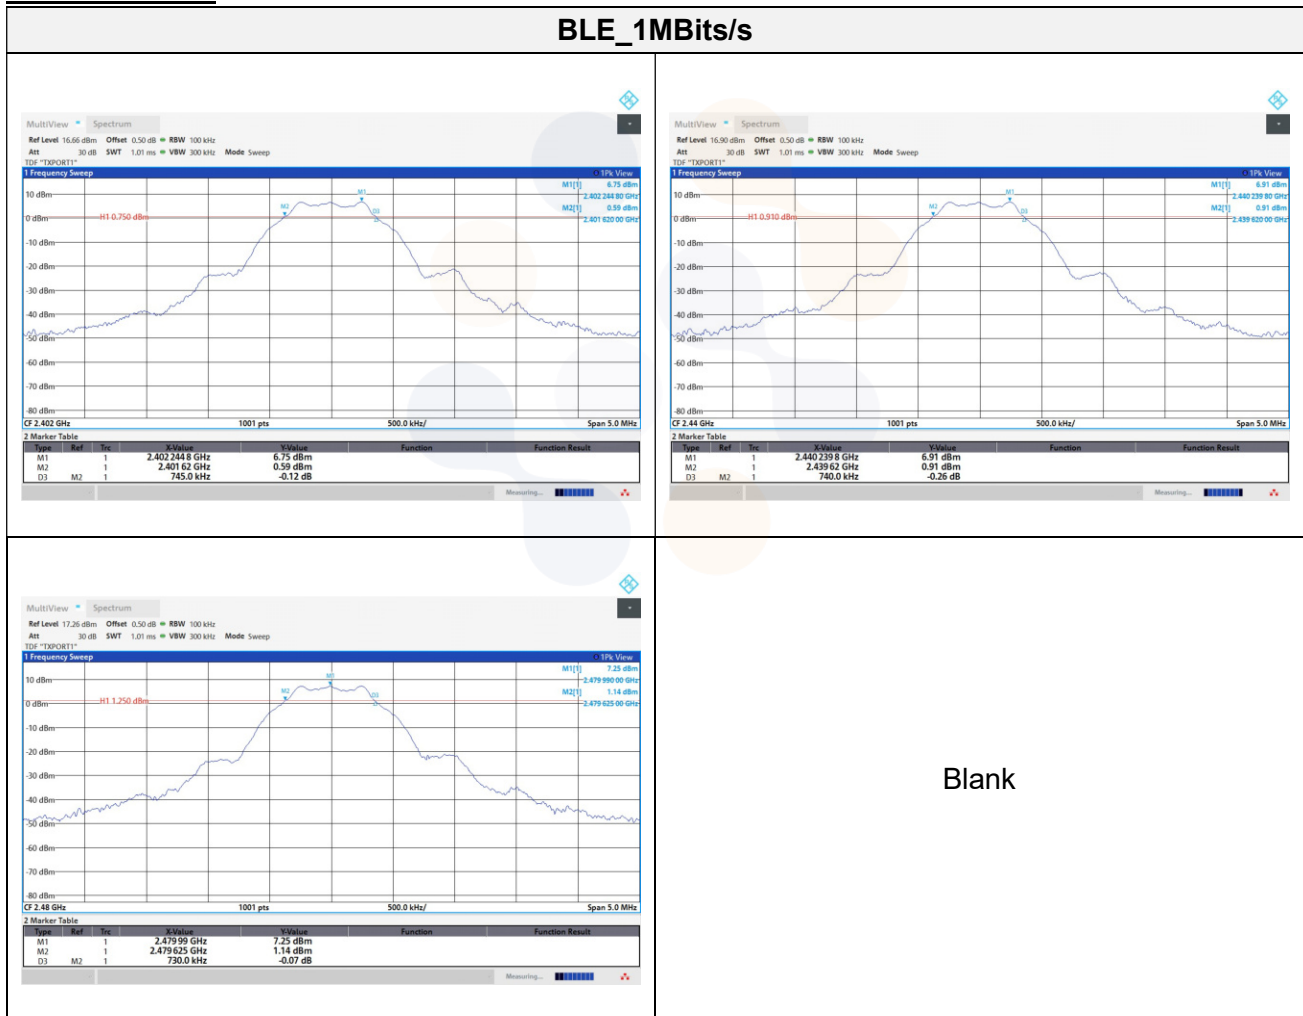 BLE_1MBits/s
MultiView Spectrum
Ref Level 16.66 dBm Offset 0.50 dB RBW 100 kHz
Att 30 dB SWT 1.01 ms VBW 300 kHz Mode Sweep
TDF "TXPORT1"
1 Frequency Sweep 1Pk View
M1[1] 6.75 dBm
2.402 244 80 GHz
M2[1] 0.59 dBm
2.401 620 00 GHz
M1
M2
D3
10 dBm
0 dBm
H1 0.750 dBm
-10 dBm
-20 dBm
-30 dBm
-40 dBm
-50 dBm
-60 dBm
-70 dBm
-80 dBm
CF 2.402 GHz 1001 pts 500.0 kHz/ Span 5.0 MHz
2 Marker Table
Type Ref Trc X-Value Y-Value Function Function Result
M1 1 2.402 244 8 GHz 6.75 dBm
M2 1 2.401 62 GHz 0.59 dBm
D3 M2 1 745.0 kHz -0.12 dB
Measuring...
MultiView Spectrum
Ref Level 16.90 dBm Offset 0.50 dB RBW 100 kHz
Att 30 dB SWT 1.01 ms VBW 300 kHz Mode Sweep
TDF "TXPORT1"
1 Frequency Sweep 1Pk View
M1[1] 6.91 dBm
2.440 239 80 GHz
M2[1] 0.91 dBm
2.439 620 00 GHz
M1
M2
D3
10 dBm
0 dBm
H1 0.910 dBm
-10 dBm
-20 dBm
-30 dBm
-40 dBm
-50 dBm
-60 dBm
-70 dBm
-80 dBm
CF 2.44 GHz 1001 pts 500.0 kHz/ Span 5.0 MHz
2 Marker Table
Type Ref Trc X-Value Y-Value Function Function Result
M1 1 2.440 239 8 GHz 6.91 dBm
M2 1 2.439 62 GHz 0.91 dBm
D3 M2 1 740.0 kHz -0.26 dB
Measuring...
MultiView Spectrum
Ref Level 17.26 dBm Offset 0.50 dB RBW 100 kHz
Att 30 dB SWT 1.01 ms VBW 300 kHz Mode Sweep
TDF "TXPORT1"
1 Frequency Sweep 1Pk View
M1[1] 7.25 dBm
2.479 990 00 GHz
M2[1] 1.14 dBm
2.479 625 00 GHz
M1
M2
D3
10 dBm
0 dBm
H1 1.250 dBm
-10 dBm
-20 dBm
-30 dBm
-40 dBm
-50 dBm
-60 dBm
-70 dBm
-80 dBm
CF 2.48 GHz 1001 pts 500.0 kHz/ Span 5.0 MHz
2 Marker Table
Type Ref Trc X-Value Y-Value Function Function Result
M1 1 2.479 99 GHz 7.25 dBm
M2 1 2.479 625 GHz 1.14 dBm
D3 M2 1 730.0 kHz -0.07 dB
Measuring...
Blank